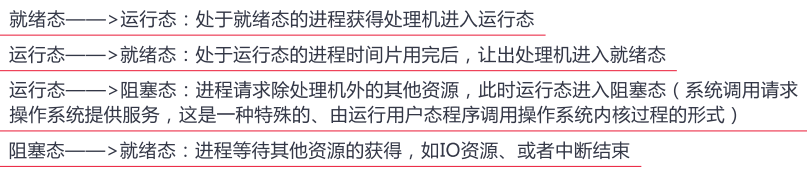 就绪态——>运行态：处于就绪态的进程获得处理机进入运行态
运行态——>就绪态：处于运行态的进程时间片用完后，让出处理机进入就绪态
运行态——>阻塞态：进程请求除处理机外的其他资源，此时运行态进入阻塞态（系统调用请求
操作系统提供服务，这是一种特殊的、由运行用户态程序调用操作系统内核过程的形式）
阻塞态——>就绪态：进程等待其他资源的获得，如IO资源、或者中断结束